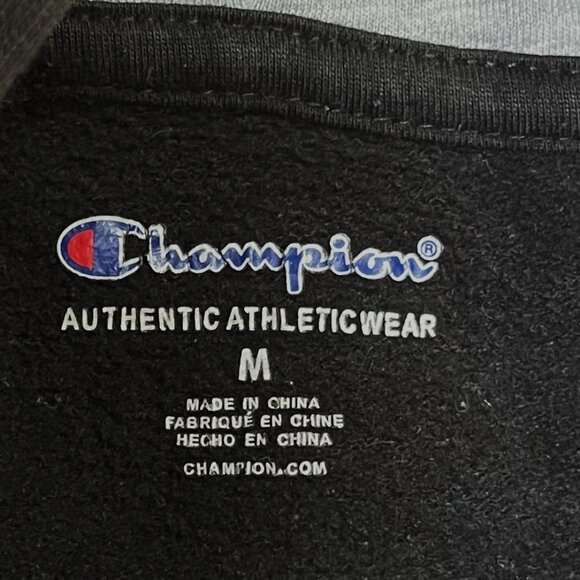 Champion®
AUTHENTIC ATHLETICWEAR
M
MADE IN CHINA
FABRIQUÉ EN CHINE
HECHO EN CHINA
CHAMPION.COM